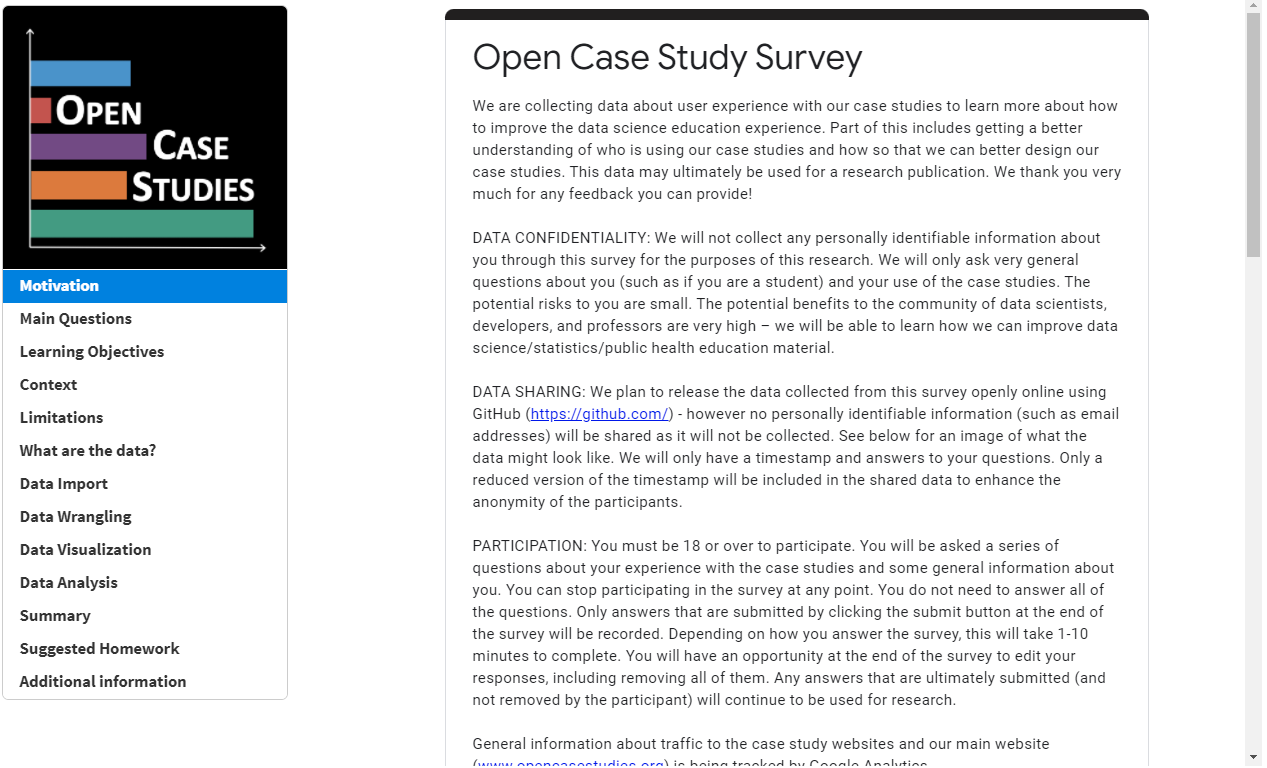 OPEN
CASE
STUDIES
Motivation
Main Questions
Learning Objectives
Context
Limitations
What are the data?
Data Import
Data Wrangling
Data Visualization
Data Analysis
Summary
Suggested Homework
Additional information
Open Case Study Survey
We are collecting data about user experience with our case studies to learn more about how
to improve the data science education experience. Part of this includes getting a better
understanding of who is using our case studies and how so that we can better design our
case studies. This data may ultimately be used for a research publication. We thank you very
much for any feedback you can provide!
DATA CONFIDENTIALITY: We will not collect any personally identifiable information about
you through this survey for the purposes of this research. We will only ask very general
questions about you (such as if you are a student) and your use of the case studies. The
potential risks to you are small. The potential benefits to the community of data scientists,
developers, and professors are very high – we will be able to learn how we can improve data
science/statistics/public health education material.
DATA SHARING: We plan to release the data collected from this survey openly online using
GitHub (https://github.com/) - however no personally identifiable information (such as email
addresses) will be shared as it will not be collected. See below for an image of what the
data might look like. We will only have a timestamp and answers to your questions. Only a
reduced version of the timestamp will be included in the shared data to enhance the
anonymity of the participants.
PARTICIPATION: You must be 18 or over to participate. You will be asked a series of
questions about your experience with the case studies and some general information about
you. You can stop participating in the survey at any point. You do not need to answer all of
the questions. Only answers that are submitted by clicking the submit button at the end of
the survey will be recorded. Depending on how you answer the survey, this will take 1-10
minutes to complete. You will have an opportunity at the end of the survey to edit your
responses, including removing all of them. Any answers that are ultimately submitted (and
not removed by the participant) will continue to be used for research.
General information about traffic to the case study websites and our main website
(www.opencasestudies.org) is being tracked by Google Analytics.